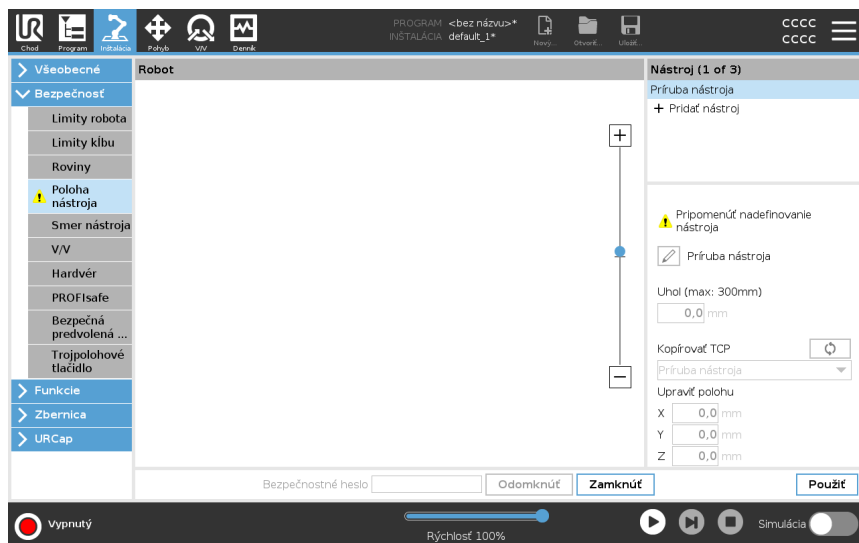 PROGRAM <bez názvu>*
INŠTALÁCIA default_1*
Chod
Program
Inštalácia
Pohyb
V/V
Denník
Nový...
Otvoriť...
Uložiť...
CCCC
CCCC
Všeobecné
Bezpečnosť
Limity robota
Limity kĺbu
Roviny
Poloha
nástroja
Smer nástroja
V/V
Hardvér
PROFIsafe
Bezpečná
predvolená ...
Trojpolohové
tlačidlo
Funkcie
Zbernica
URCap
Robot
Nástroj (1 of 3)
Príruba nástroja
+ Pridať nástroj
Pripomenúť nadefinovanie
nástroja
Príruba nástroja
Uhol (max: 300mm)
0,0 mm
Kopírovať TCP
Príruba nástroja
Upraviť polohu
X 0,0 mm
Y 0,0 mm
Z 0,0 mm
Bezpečnostné heslo
Odomknúť
Zamknúť
Použiť
Vypnutý
Rýchlosť 100%
Simulácia